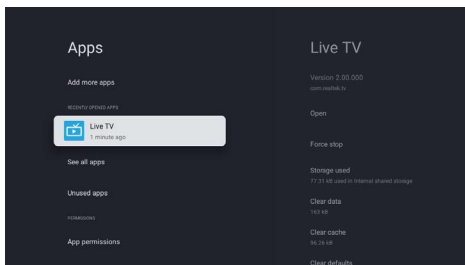 Apps
Add more apps
RECENTLY OPENED APPS
Live TV
1 minute ago
See all apps
Unused apps
PERMISSIONS
App permissions
Live TV
Version 2.00.000
com.realtek.tv
Open
Force stop
Storage used
77.31 kB used in Internal shared storage
Clear data
163 kB
Clear cache
96.26 kB
Clear defaults